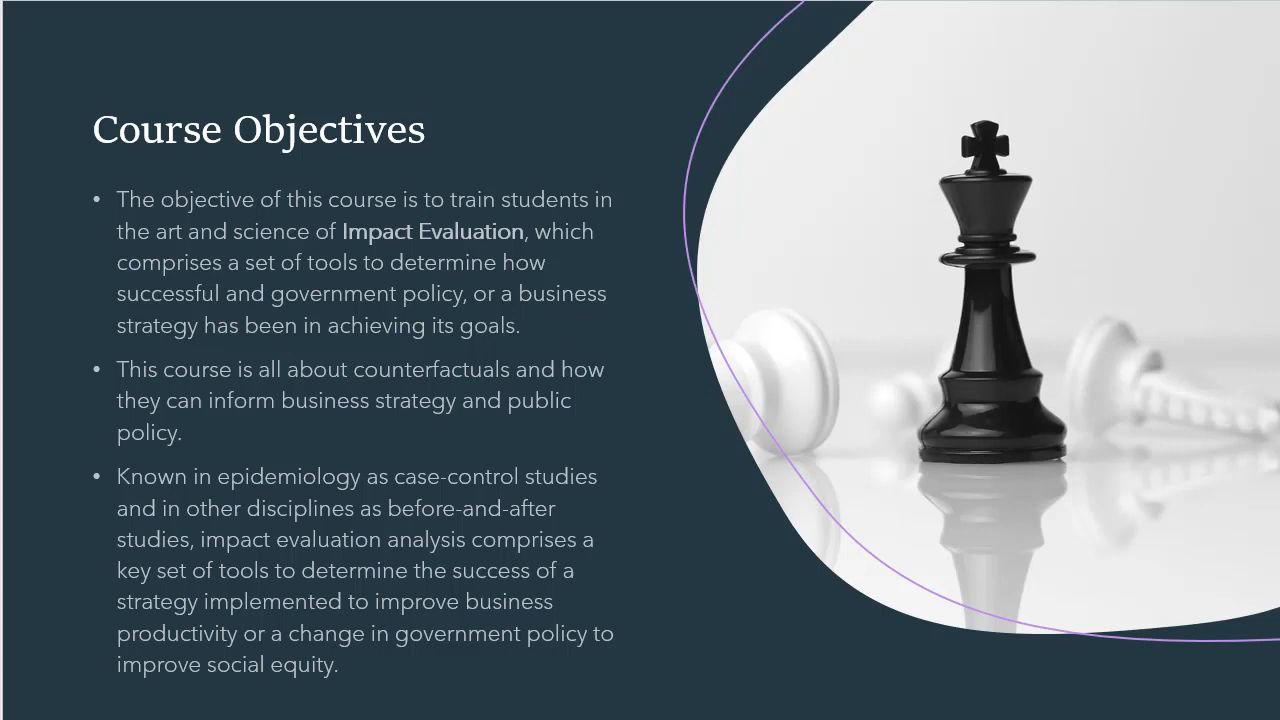 Course Objectives
• The objective of this course is to train students in
the art and science of Impact Evaluation, which
comprises a set of tools to determine how
successful and government policy, or a business
strategy has been in achieving its goals.
• This course is all about counterfactuals and how
they can inform business strategy and public
policy.
• Known in epidemiology as case-control studies
and in other disciplines as before-and-after
studies, impact evaluation analysis comprises a
key set of tools to determine the success of a
strategy implemented to improve business
productivity or a change in government policy to
improve social equity.